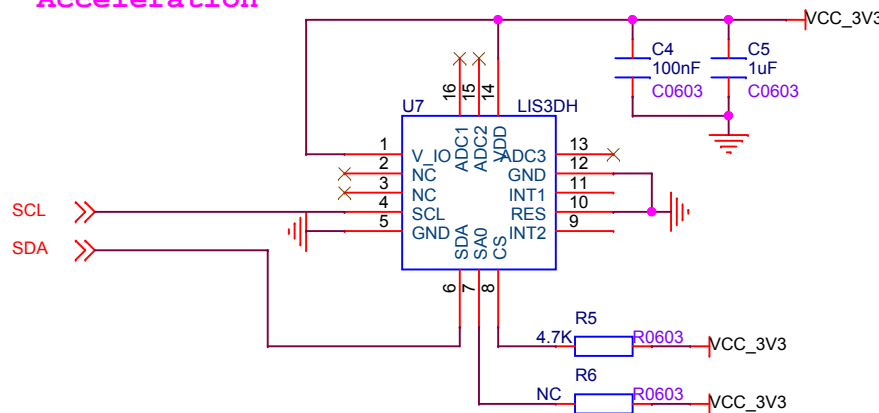 Acceleration
VCC_3V3
C4
100nF
C0603
C5
1uF
C0603
U7
LIS3DH
16
15
14
ADC1
ADC2
VDD
1
V_IO
ADC3
13
2
NC
GND
12
3
NC
INT1
11
SCL
4
SCL
RES
10
5
GND
INT2
9
SDA
SDA
SA0
CS
6
7
8
R5
4.7K
R0603
VCC_3V3
R6
NC
R0603
VCC_3V3